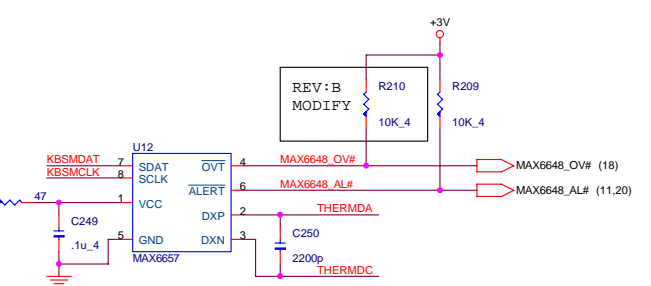 +3V
REV:B
MODIFY
R210
10K_4
R209
10K_4
U12
KBSMDAT 7 SDAT
KBSMCLK 8 SCLK
OVT 4 MAX6648_OV# MAX6648_OV# (18)
ALERT 6 MAX6648_AL# MAX6648_AL# (11,20)
47 1 VCC
DXP 2 THERMDA
C249
.1u_4
5 GND
DXN 3
C250
2200p
THERMDC
MAX6657